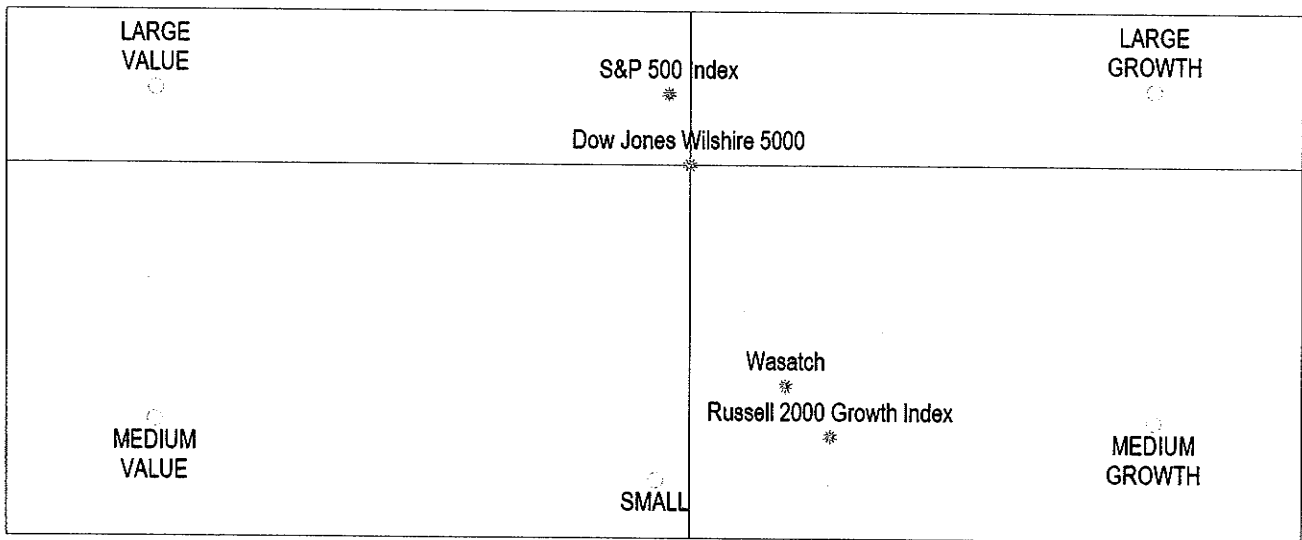 LARGE
VALUE
LARGE
GROWTH
S&P 500 Index
Dow Jones Wilshire 5000
Wasatch
Russell 2000 Growth Index
MEDIUM
VALUE
MEDIUM
GROWTH
SMALL